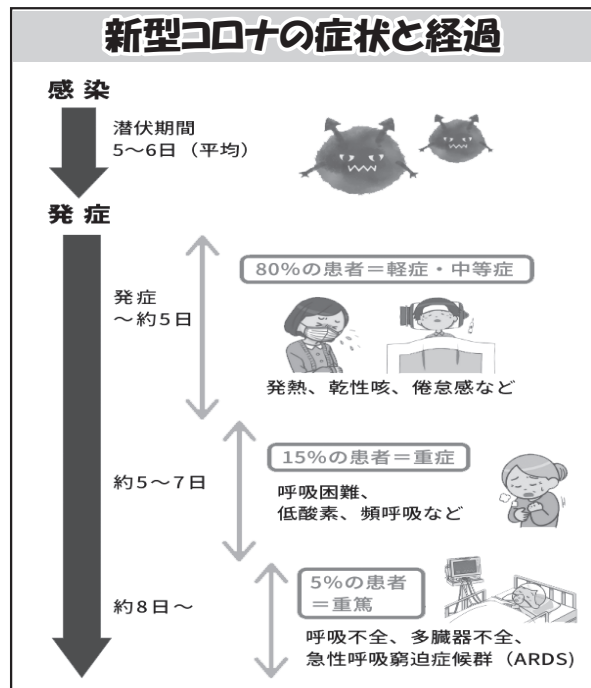 新型コロナの症状と経過
感染
潜伏期間
5〜6日（平均）
発症
80%の患者＝軽症・中等症
発症
〜約5日
発熱、乾性咳、倦怠感など
15%の患者＝重症
約5〜7日
呼吸困難、
低酸素、頻呼吸など
5%の患者
＝重篤
約8日〜
呼吸不全、多臓器不全、
急性呼吸窮迫症候群（ARDS)